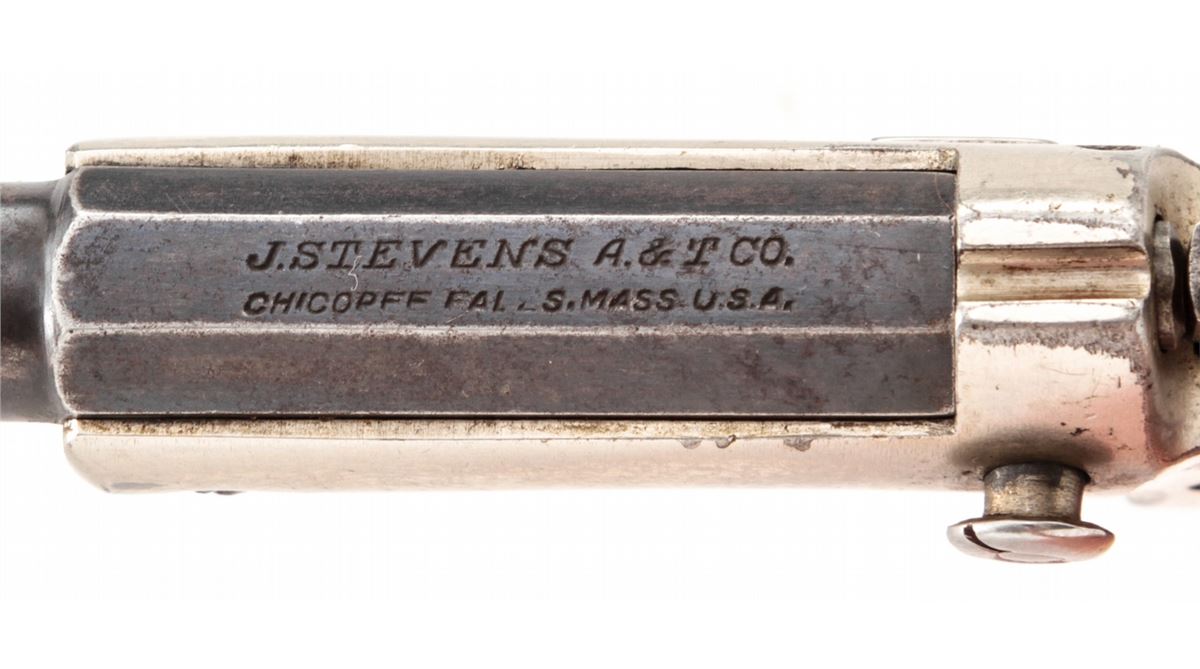 J. STEVENS A. & T CO.
CHICOPEE FALLS. MASS. U.S.A.